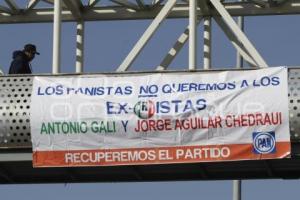 LOS PANISTAS NO QUEREMOS A LOS
EX-PRIISTAS
ANTONIO GALI Y JORGE AGUILAR CHEDRAUI
RECUPEREMOS EL PARTIDO
PAN